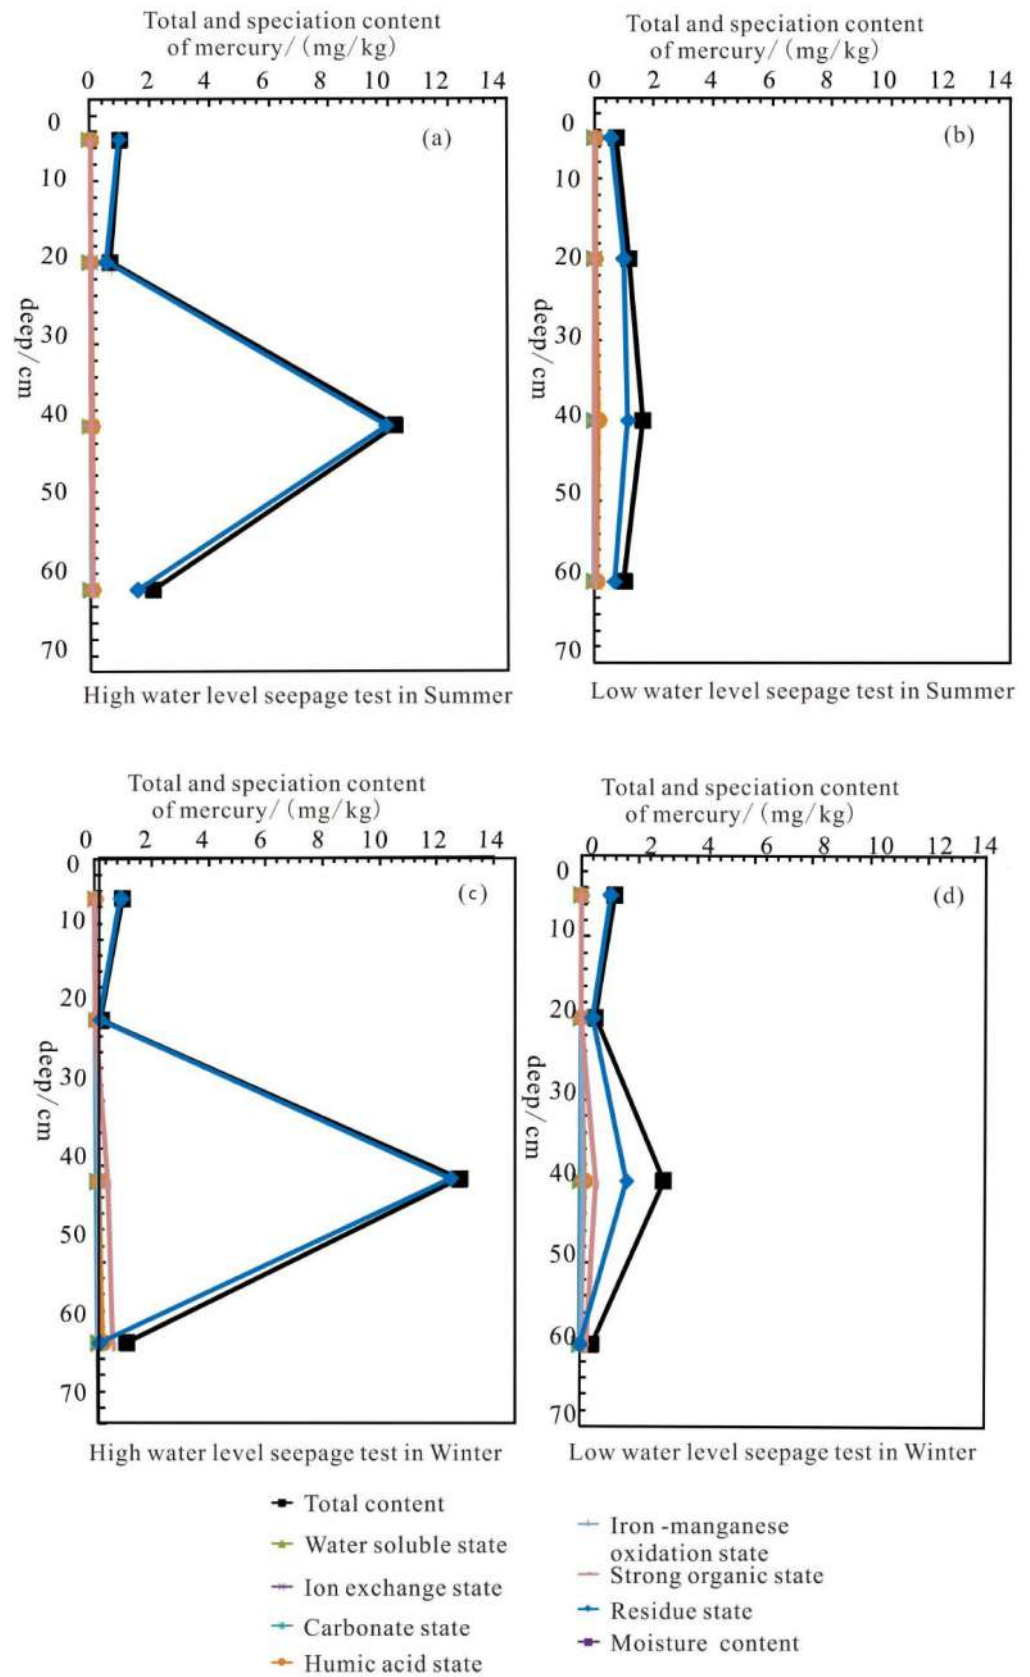 Total and speciation content
of mercury/ (mg/kg)
0 2 4 6 8 10 12 14
0
10
20
30
40
50
60
70
deep/cm
(a)
High water level seepage test in Summer
Total and speciation content
of mercury/ (mg/kg)
0 2 4 6 8 10 12 14
0
10
20
30
40
50
60
70
deep/cm
(b)
Low water level seepage test in Summer
Total and speciation content
of mercury/ (mg/kg)
0 2 4 6 8 10 12 14
0
10
20
30
40
50
60
70
deep/cm
(c)
High water level seepage test in Winter
Total and speciation content
of mercury/ (mg/kg)
0 2 4 6 8 10 12 14
0
10
20
30
40
50
60
70
deep/cm
(d)
Low water level seepage test in Winter
Total content
Water soluble state
Ion exchange state
Carbonate state
Humic acid state
Iron -manganese
oxidation state
Strong organic state
Residue state
Moisture content